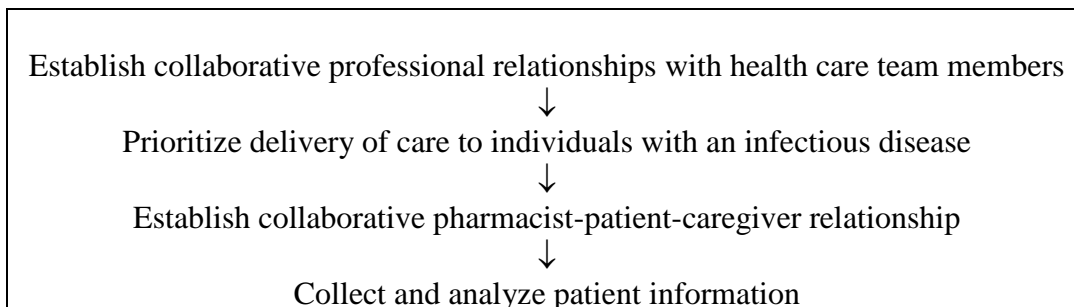 Establish collaborative professional relationships with health care team members
↓
Prioritize delivery of care to individuals with an infectious disease
↓
Establish collaborative pharmacist-patient-caregiver relationship
↓
Collect and analyze patient information